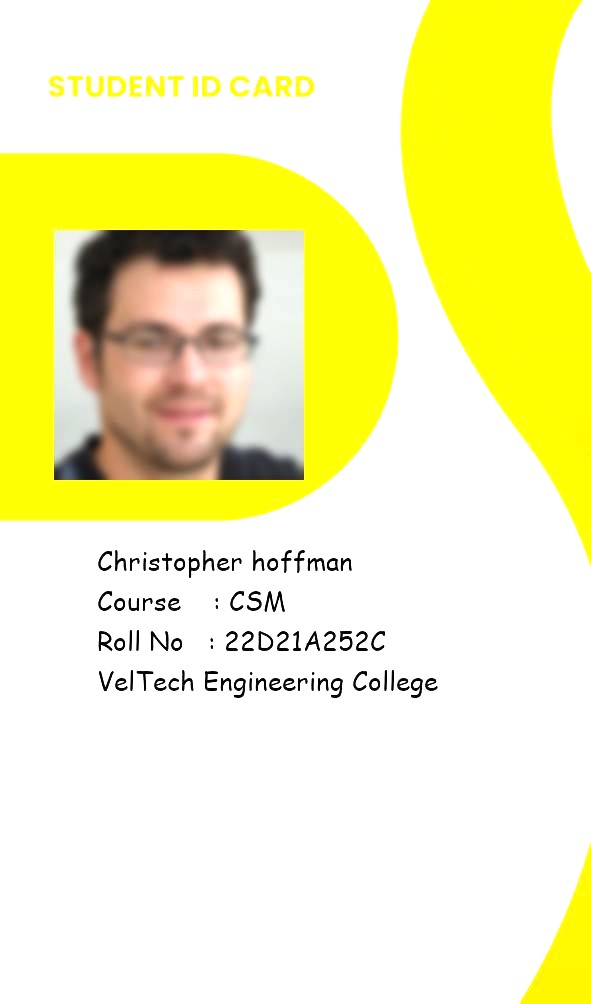 STUDENT ID CARD
Christopher hoffman
Course : CSM
Roll No : 22D21A252C
VelTech Engineering College